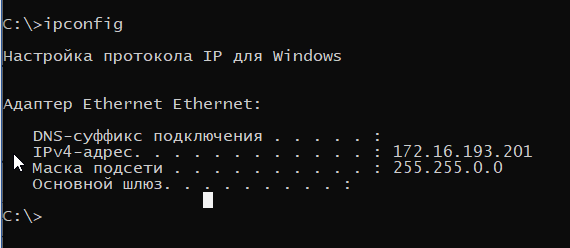 C:\>ipconfig
Настройка протокола IP для Windows
Адаптер Ethernet Ethernet:
DNS-суффикс подключения . . . . . :
IPv4-адрес. . . . . . . . . . . . : 172.16.193.201
Маска подсети . . . . . . . . . . : 255.255.0.0
Основной шлюз. . . . . . . . . :
C:\>